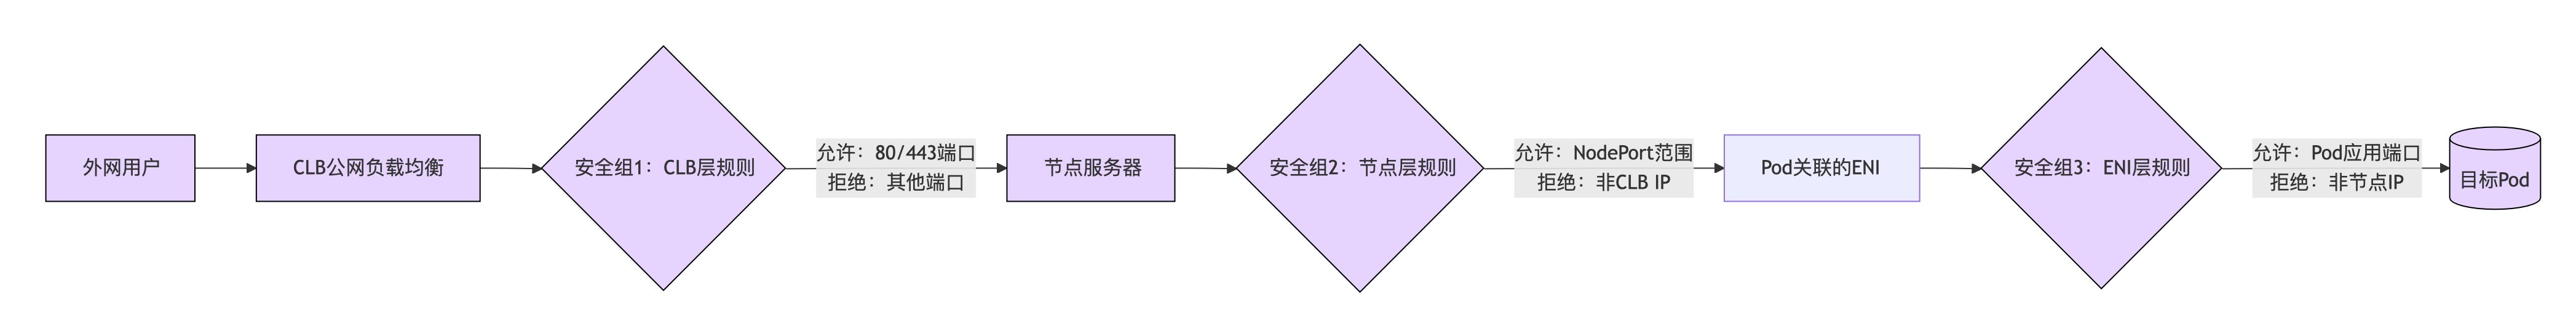 外网用户
CLB公网负载均衡
安全组1：CLB层规则
允许：80/443端口
拒绝：其他端口
节点服务器
安全组2：节点层规则
允许：NodePort范围
拒绝：非CLB IP
Pod关联的ENI
安全组3：ENI层规则
允许：Pod应用端口
拒绝：非节点IP
目标Pod